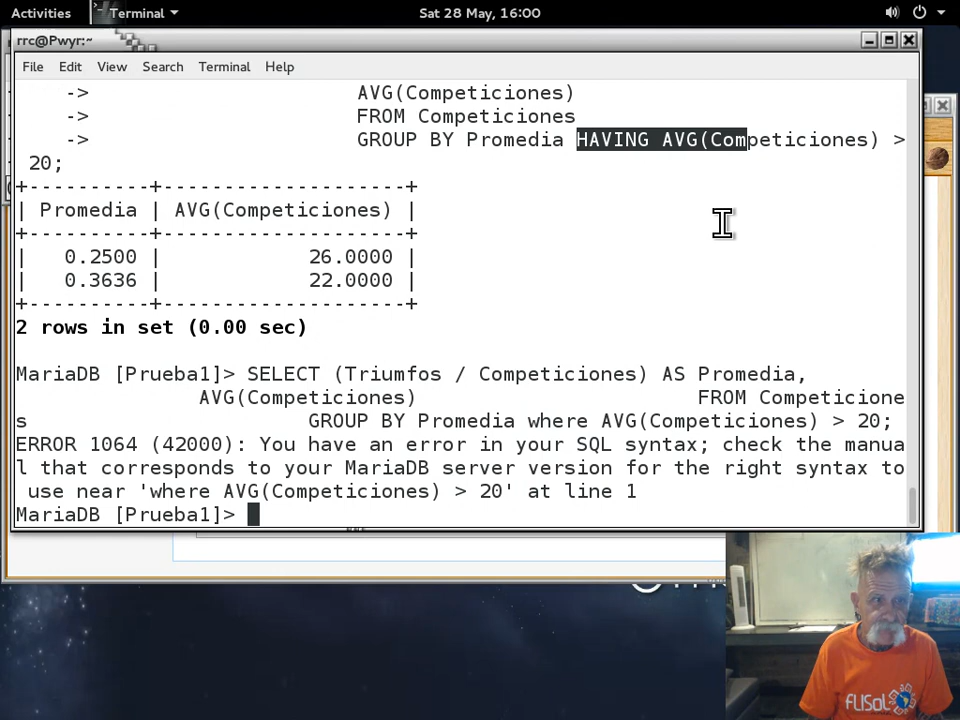 Activities Terminal Sat 28 May, 16:00
rrc@Pwyr:~
File Edit View Search Terminal Help
-> AVG(Competiciones)
-> FROM Competiciones
-> GROUP BY Promedia HAVING AVG(Competiciones) >
20;
+----------+--------------------+
| Promedia | AVG(Competiciones) |
+----------+--------------------+
| 0.2500 | 26.0000 |
| 0.3636 | 22.0000 |
+----------+--------------------+
2 rows in set (0.00 sec)
MariaDB [Prueba1]> SELECT (Triumfos / Competiciones) AS Promedia,
AVG(Competiciones) FROM Competicione
s GROUP BY Promedia where AVG(Competiciones) > 20;
ERROR 1064 (42000): You have an error in your SQL syntax; check the manua
l that corresponds to your MariaDB server version for the right syntax to
use near 'where AVG(Competiciones) > 20' at line 1
MariaDB [Prueba1]>
FLISoL